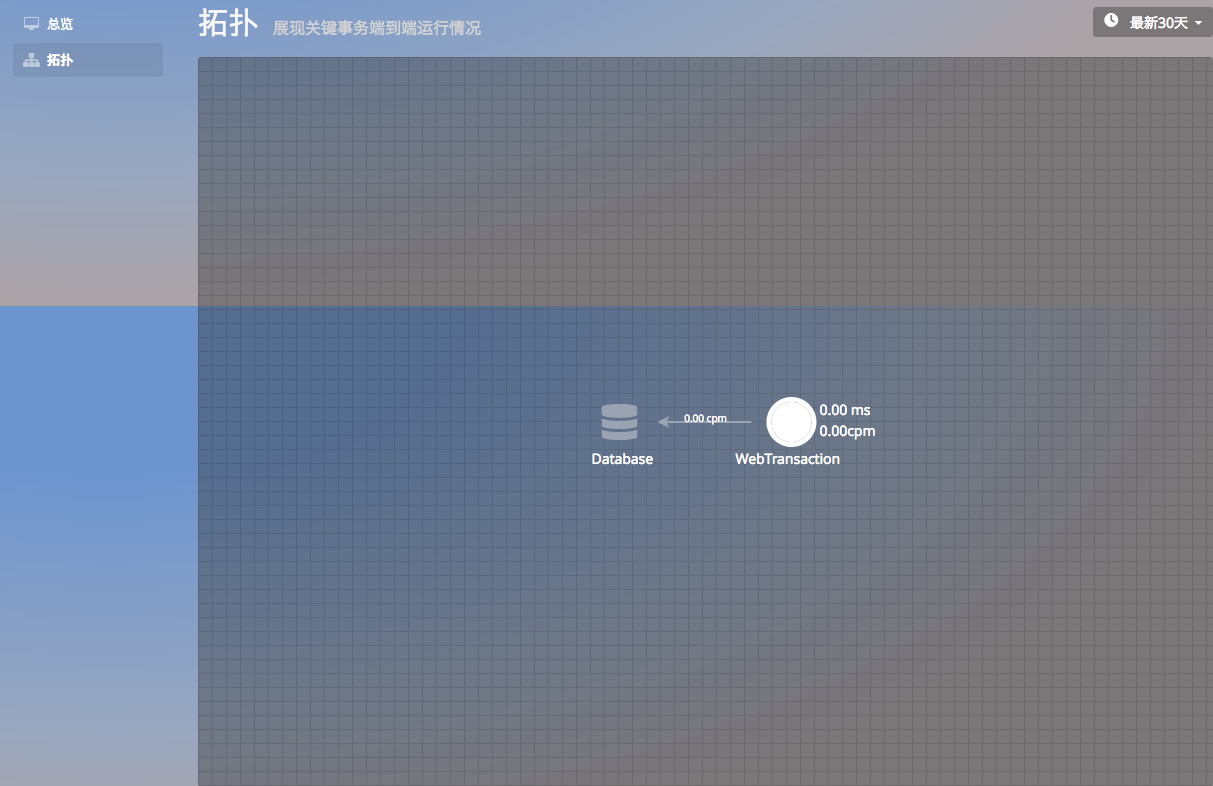 总览
拓扑
拓扑 展现关键事务端到端运行情况
最新30天
0.00 cpm
0.00 ms
0.00cpm
Database
WebTransaction